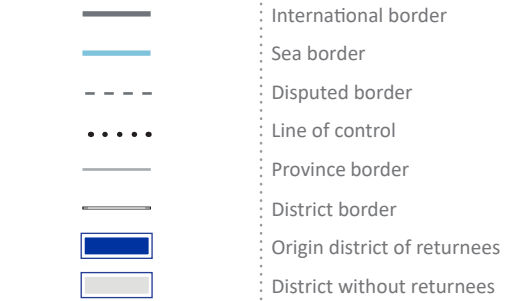 International border
Sea border
Disputed border
Line of control
Province border
District border
Origin district of returnees
District without returnees